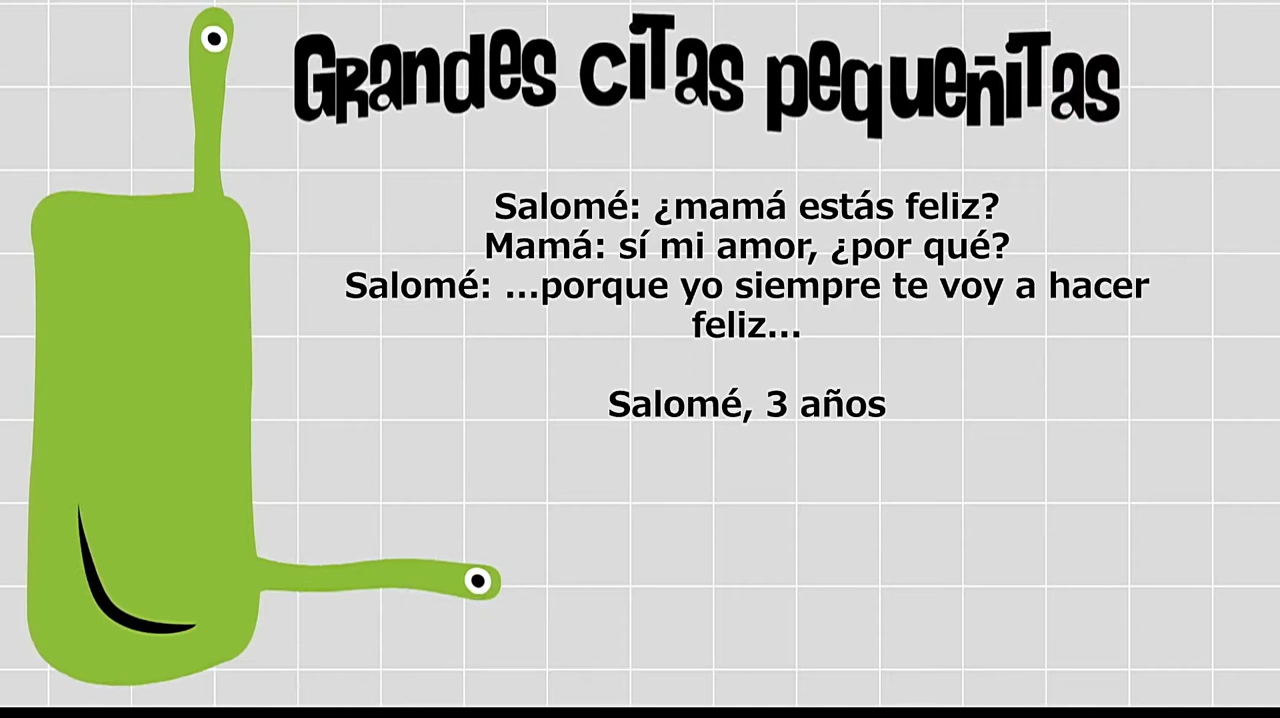 Grandes citas pequeñitas
Salomé: ¿mamá estás feliz?
Mamá: sí mi amor, ¿por qué?
Salomé: ...porque yo siempre te voy a hacer
feliz...
Salomé, 3 años